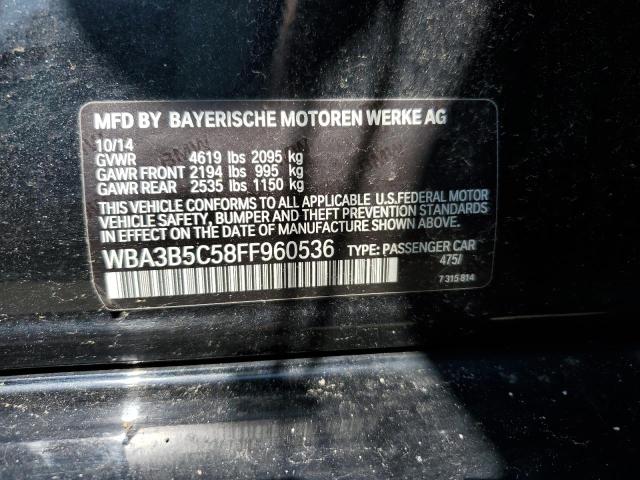 MFD BY BAYERISCHE MOTOREN WERKE AG
10/14
GVWR 4619 lbs 2095 kg
GAWR FRONT 2194 lbs 995 kg
GAWR REAR 2535 lbs 1150 kg
THIS VEHICLE CONFORMS TO ALL APPLICABLE U.S.FEDERAL MOTOR
VEHICLE SAFETY, BUMPER AND THEFT PREVENTION STANDARDS
IN EFFECT ON THE DATE OF MANUFACTURE SHOWN ABOVE.
WBA3B5C58FF960536 TYPE: PASSENGER CAR
475/
7 315 814